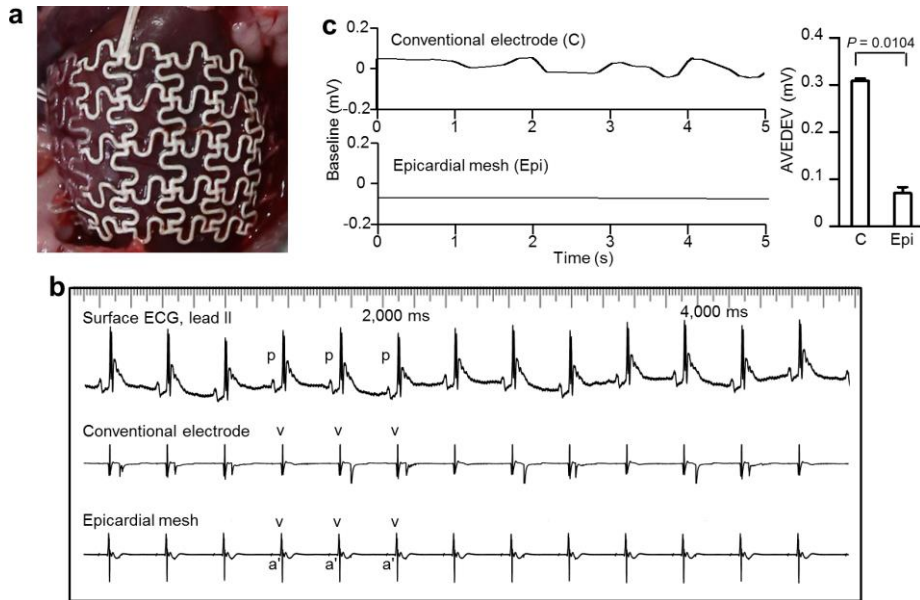 a
c
0.2
0
-0.2
Conventional electrode (C)
0 1 2 3 4 5
Baseline (mV)
0.2
0
-0.2
Epicardial mesh (Epi)
0 1 2 3 4 5
Time (s)
P = 0.0104
AVEDEV (mV)
0.4
0.3
0.2
0.1
0
C Epi
b
Surface ECG, lead II
2,000 ms
4,000 ms
p p p
Conventional electrode
v v v
Epicardial mesh
v v v
a' a' a'